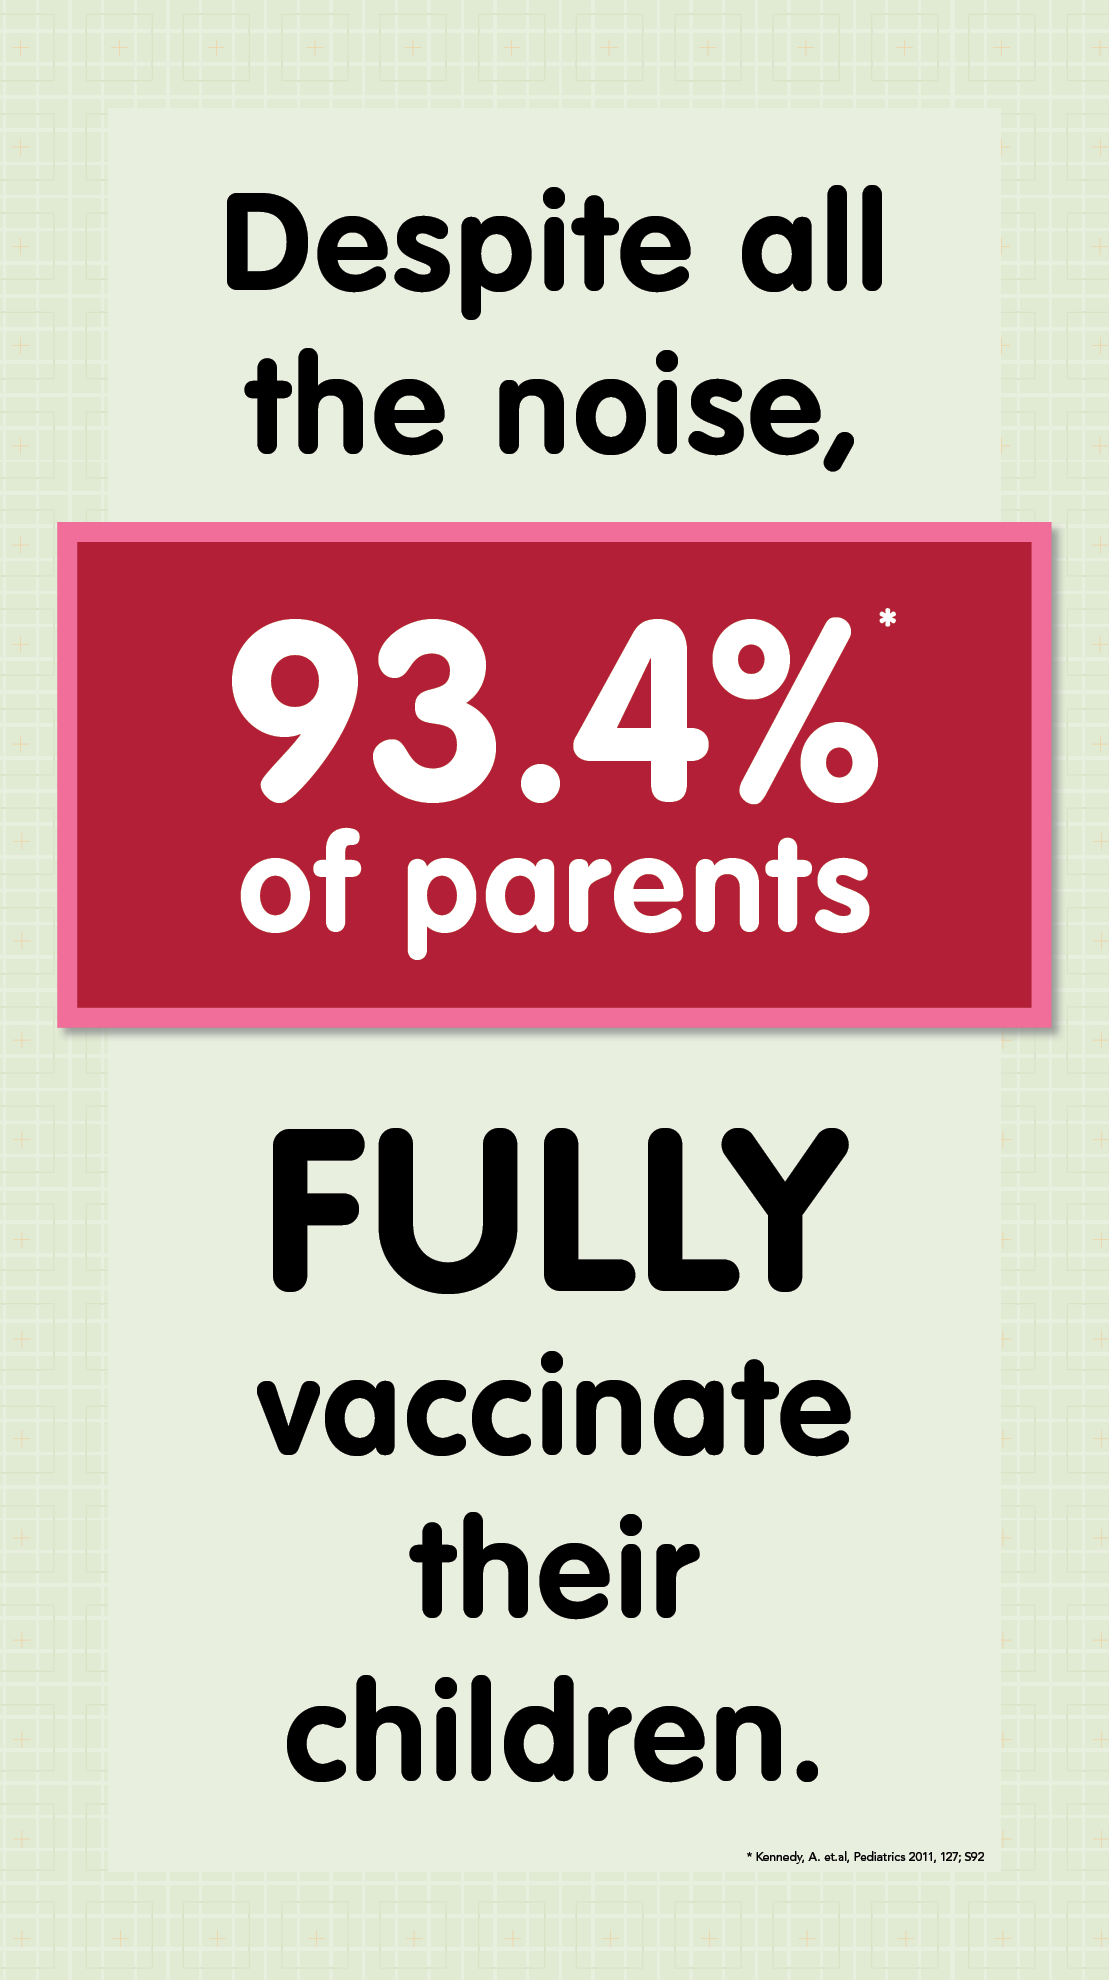 Despite all
the noise,
93.4%*
of parents
FULLY
vaccinate
their
children.
* Kennedy, A. et.al, Pediatrics 2011, 127; S92